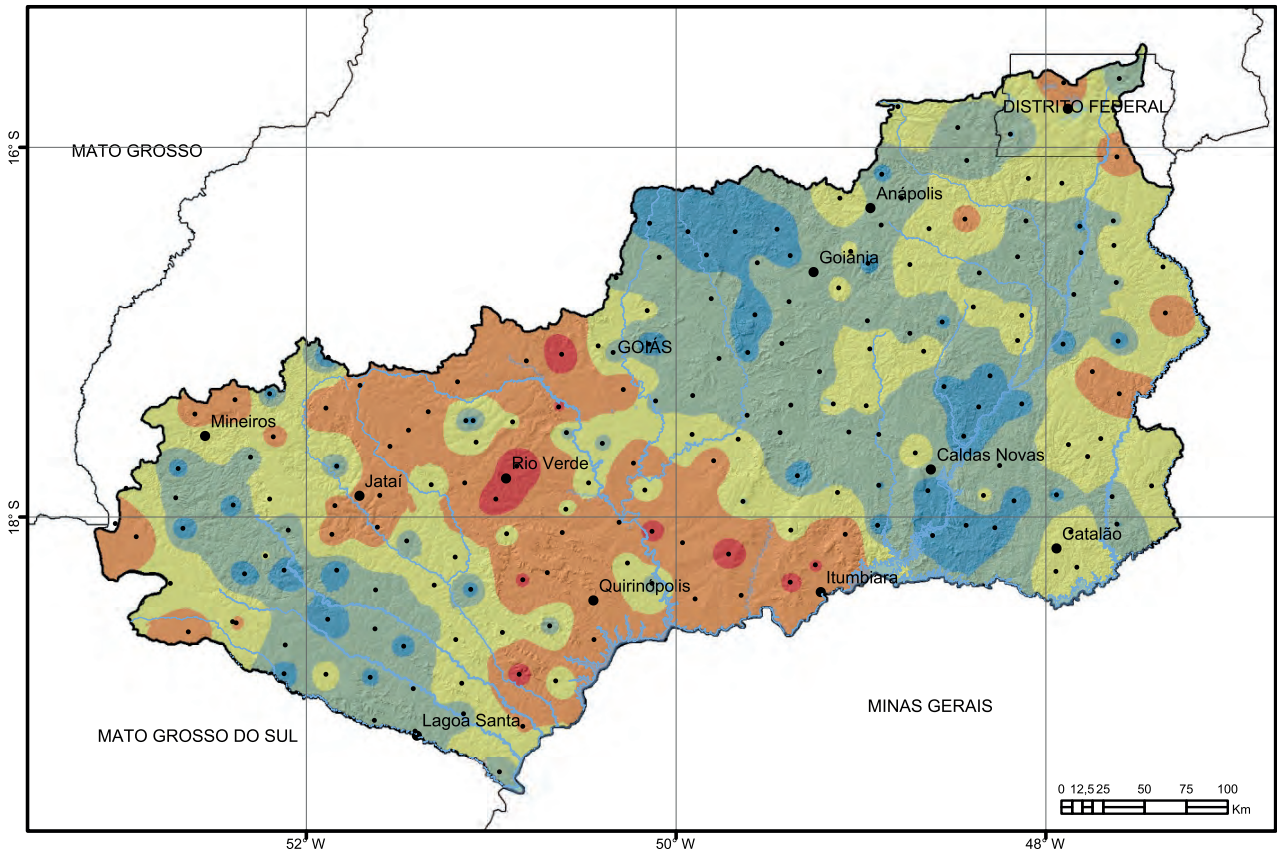 DISTRITO FEDERAL
16° S
MATO GROSSO
Anápolis
Goiânia
GOIÁS
Mineiros
Rio Verde
Caldas Novas
Jataí
18° S
Catalão
Itumbiara
Quirinópolis
MINAS GERAIS
Lagoa Santa
MATO GROSSO DO SUL
0 12,5 25 50 75 100
Km
52° W 50° W 48° W